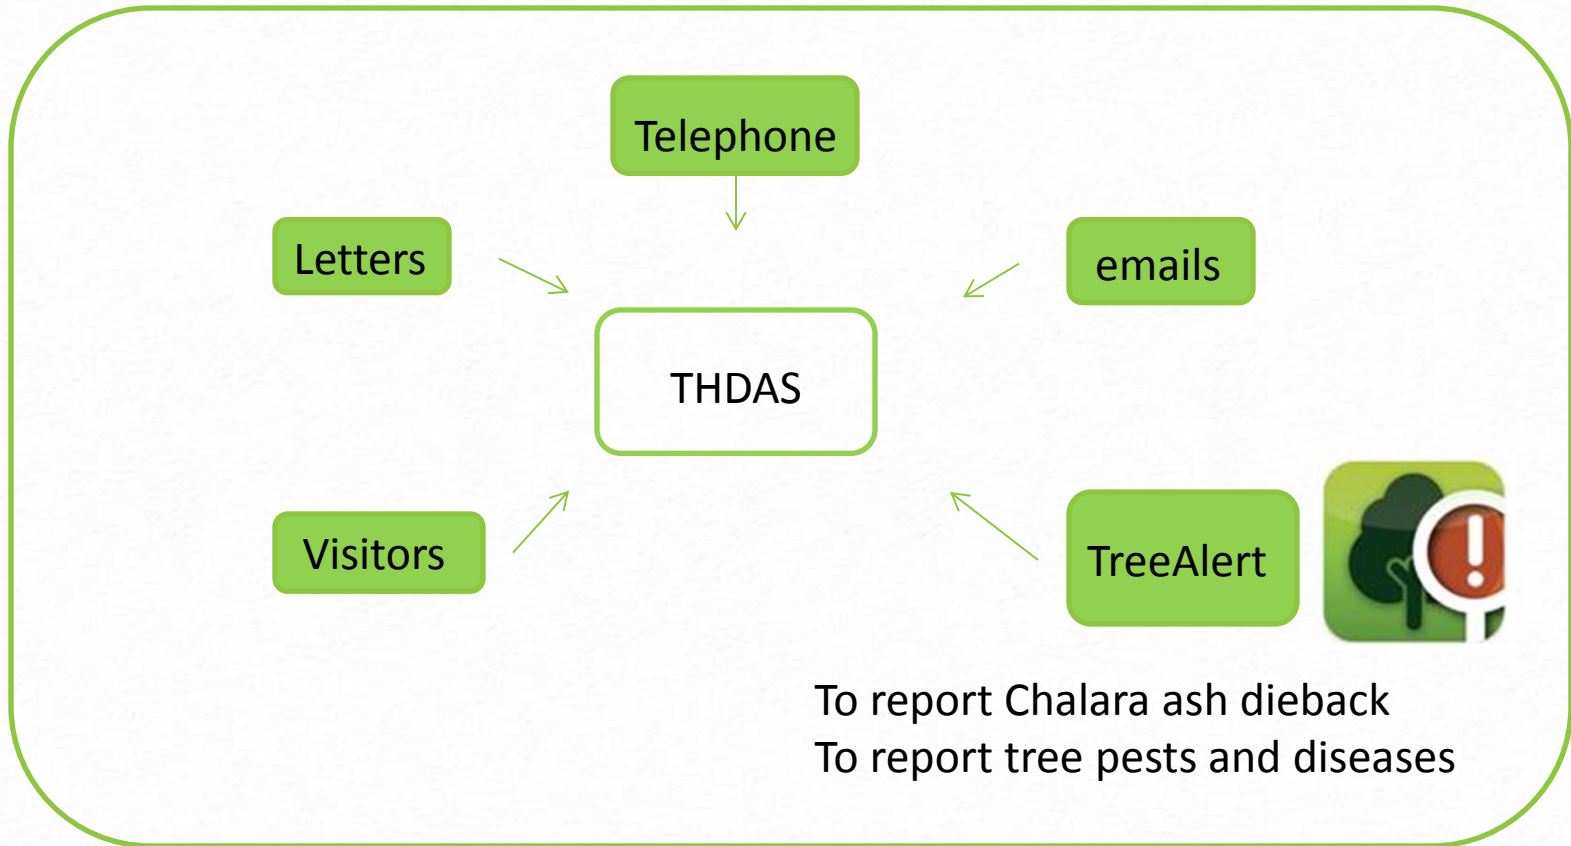 Telephone
Letters
emails
THDAS
Visitors
TreeAlert
To report Chalara ash dieback
To report tree pests and diseases